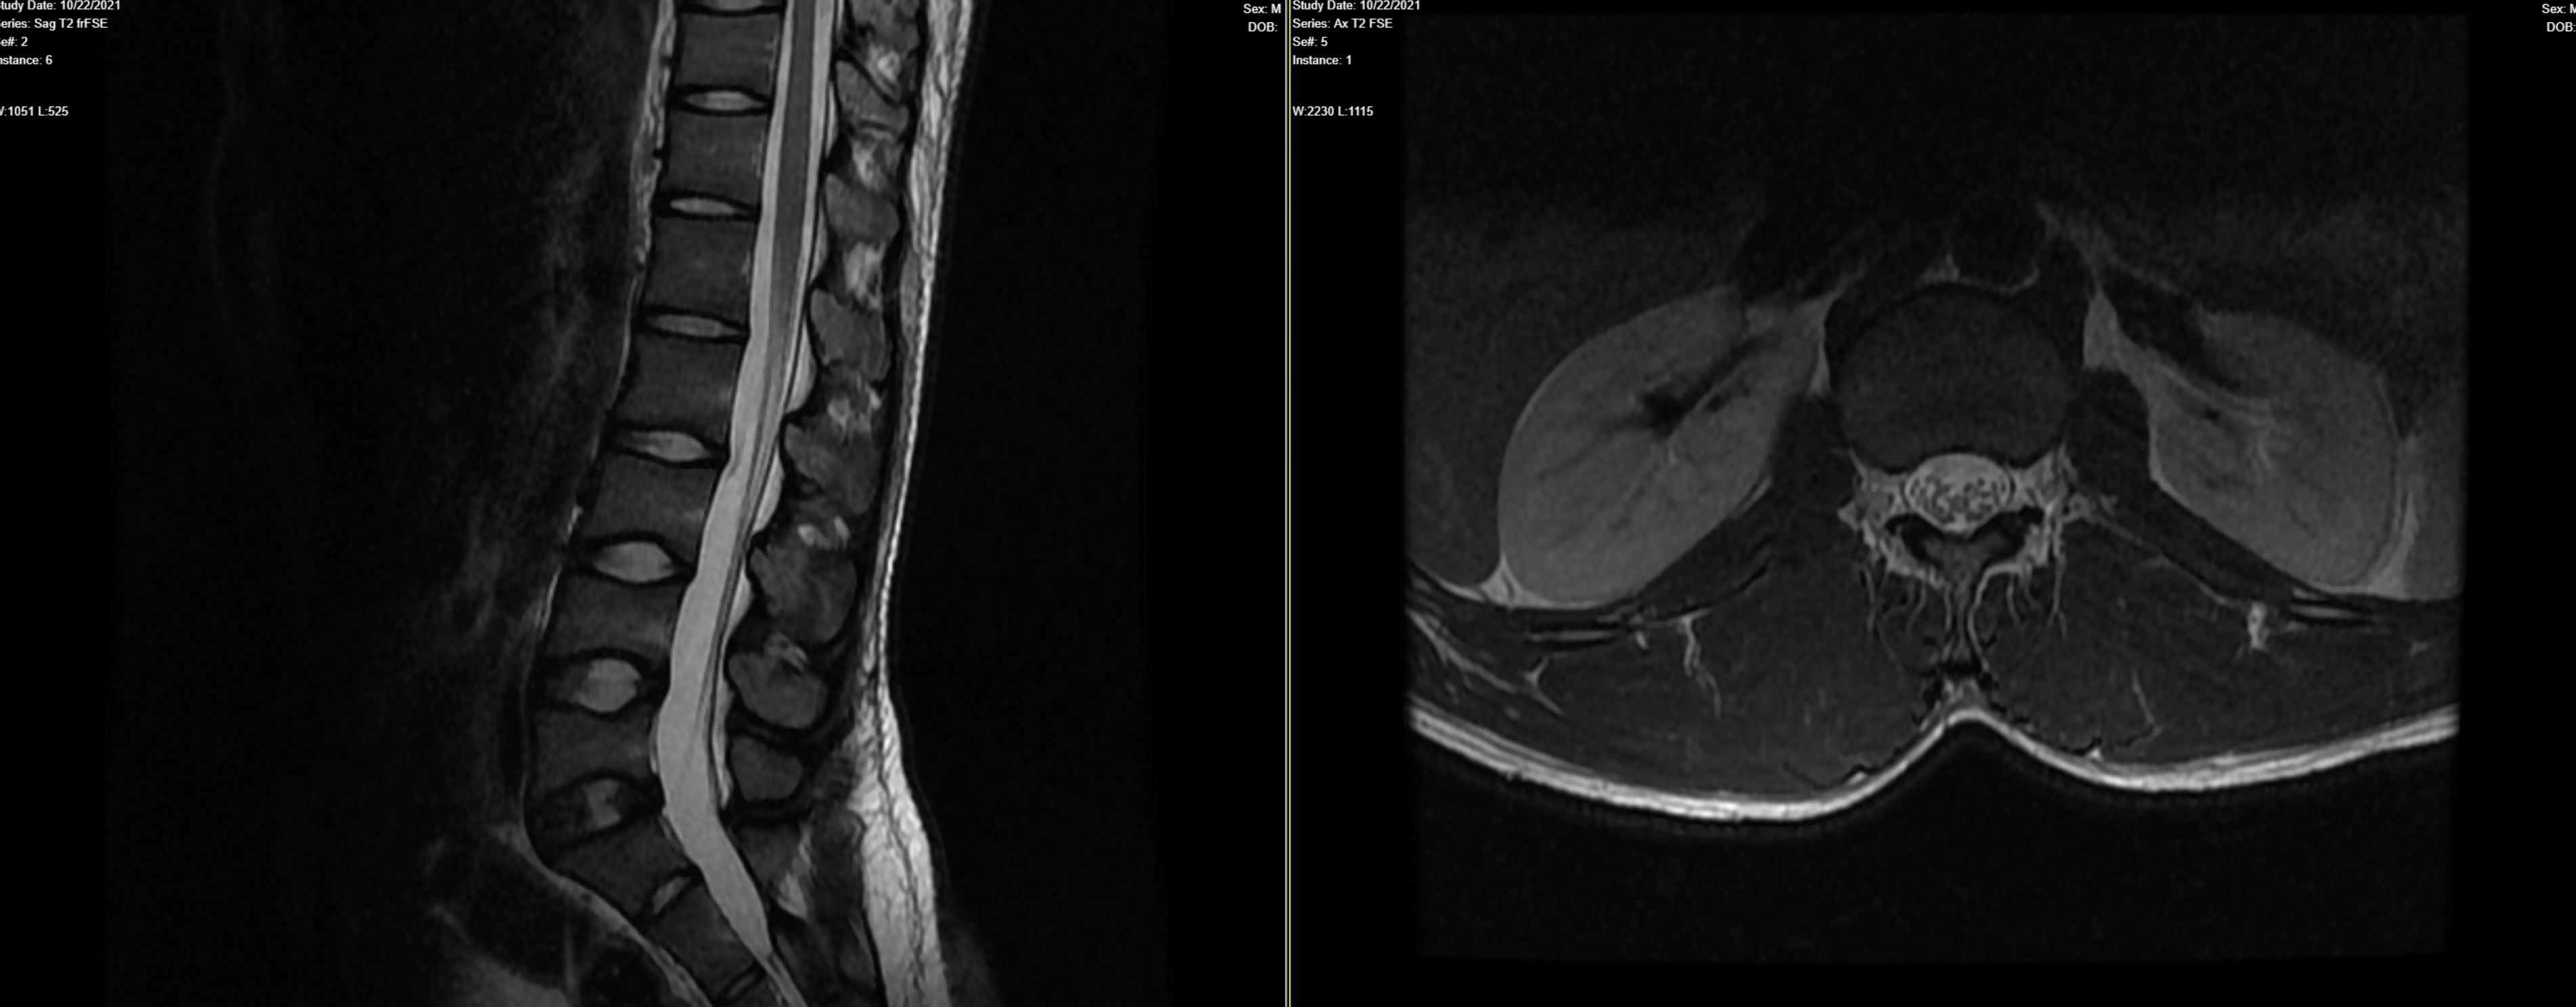 tudy Date: 10/22/2021
eries: Sag T2 frFSE
e#: 2
nstance: 6
V:1051 L:525
Sex: M
DOB:
Study Date: 10/22/2021
Series: Ax T2 FSE
Se#: 5
Instance: 1
W:2230 L:1115
Sex: M
DOB: